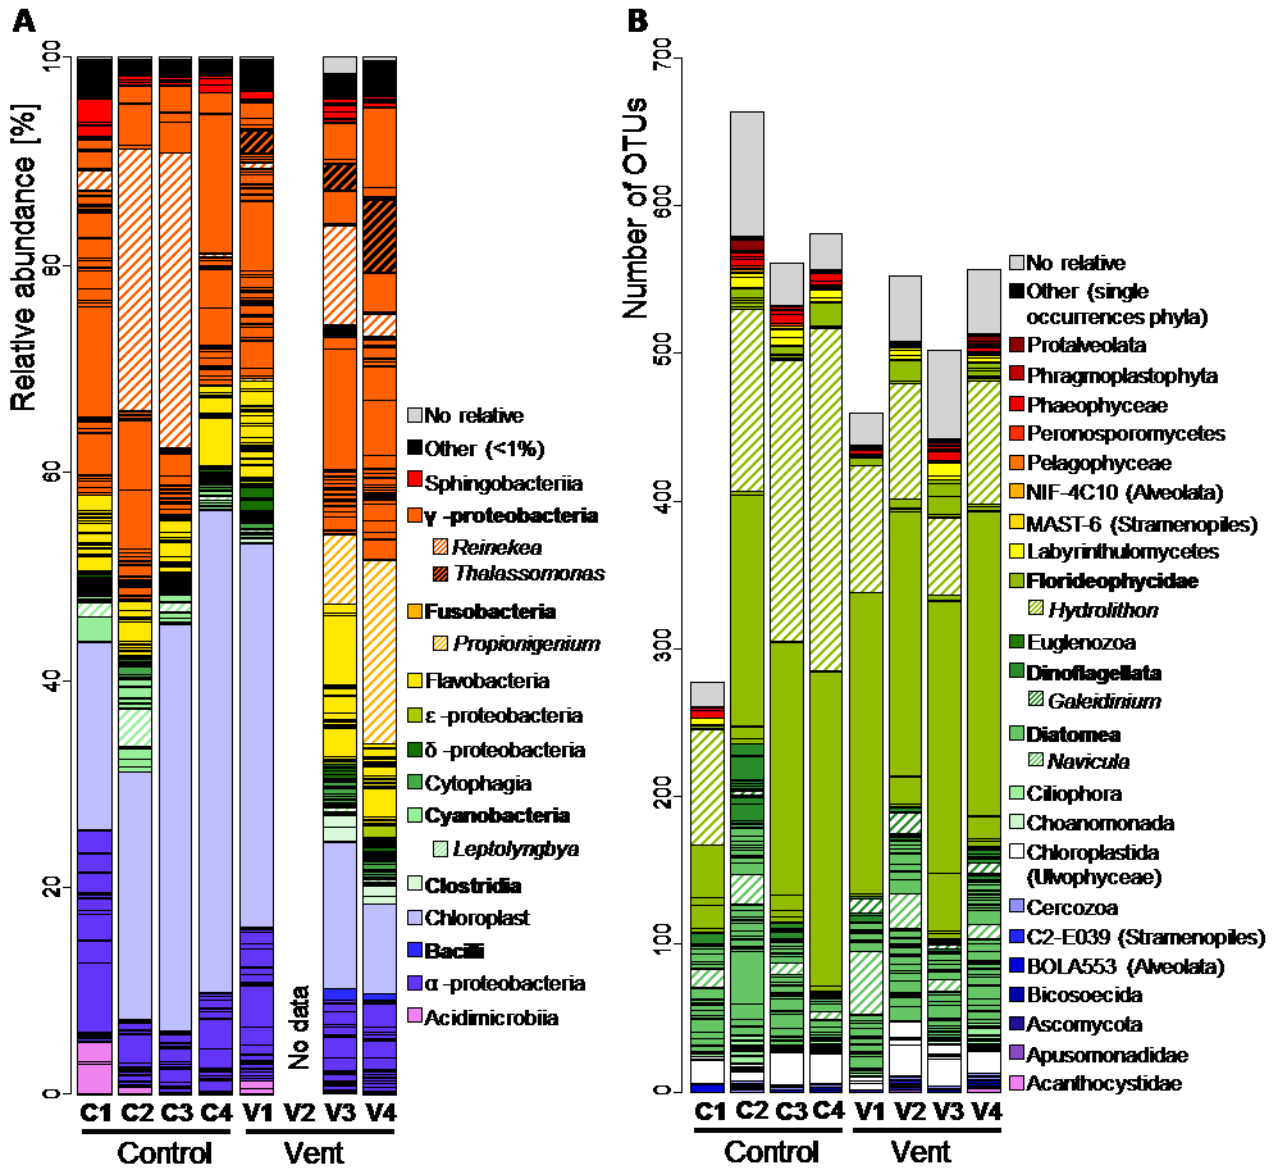 A
Relative abundance [%]
100
80
60
40
20
0
C1 C2 C3 C4 V1 V2 V3 V4
No data
Control Vent
No relative
Other (<1%)
Sphingobacteriia
γ -proteobacteria
Reinekea
Thalassomonas
Fusobacteria
Propionigenium
Flavobacteria
ε -proteobacteria
δ -proteobacteria
Cytophagia
Cyanobacteria
Leptolyngbya
Clostridia
Chloroplast
Bacilli
α -proteobacteria
Acidimicrobiia
B
Number of OTUs
700
600
500
400
300
200
100
0
C1 C2 C3 C4 V1 V2 V3 V4
Control Vent
No relative
Other (single
occurrences phyla)
Protalveolata
Phragmoplastophyta
Phaeophyceae
Peronosporomycetes
Pelagophyceae
NIF-4C10 (Alveolata)
MAST-6 (Stramenopiles)
Labyrinthulomycetes
Florideophycidae
Hydrolithon
Euglenozoa
Dinoflagellata
Galeidinium
Diatomea
Navicula
Ciliophora
Choanomonada
Chloroplastida
(Ulvophyceae)
Cercozoa
C2-E039 (Stramenopiles)
BOLA553 (Alveolata)
Bicosoecida
Ascomycota
Apusomonadidae
Acanthocystidae